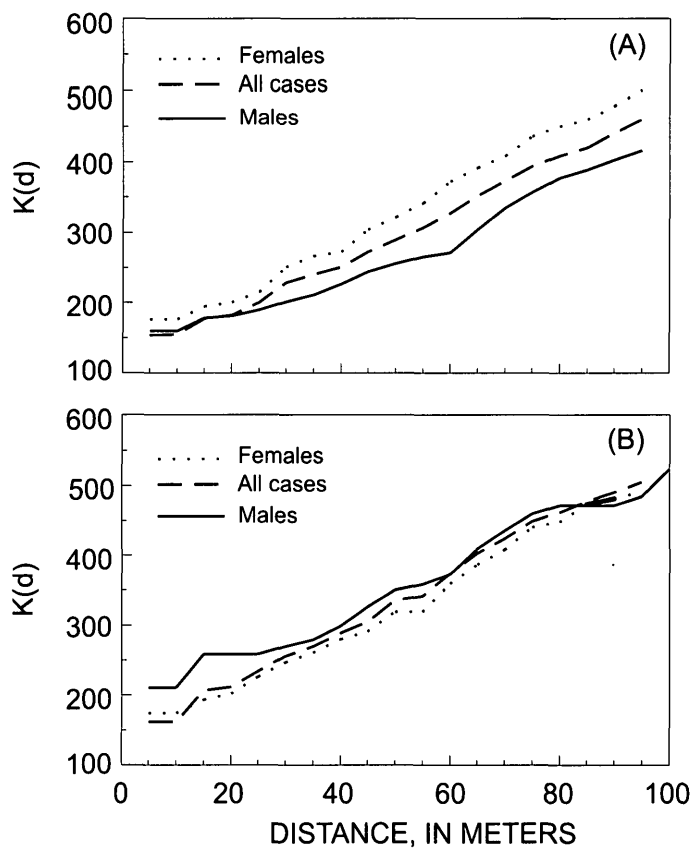 600
(A)
Females
All cases
Males
500
400
300
200
100
K(d)
600
(B)
Females
All cases
Males
500
400
300
200
100
K(d)
0 20 40 60 80 100
DISTANCE, IN METERS